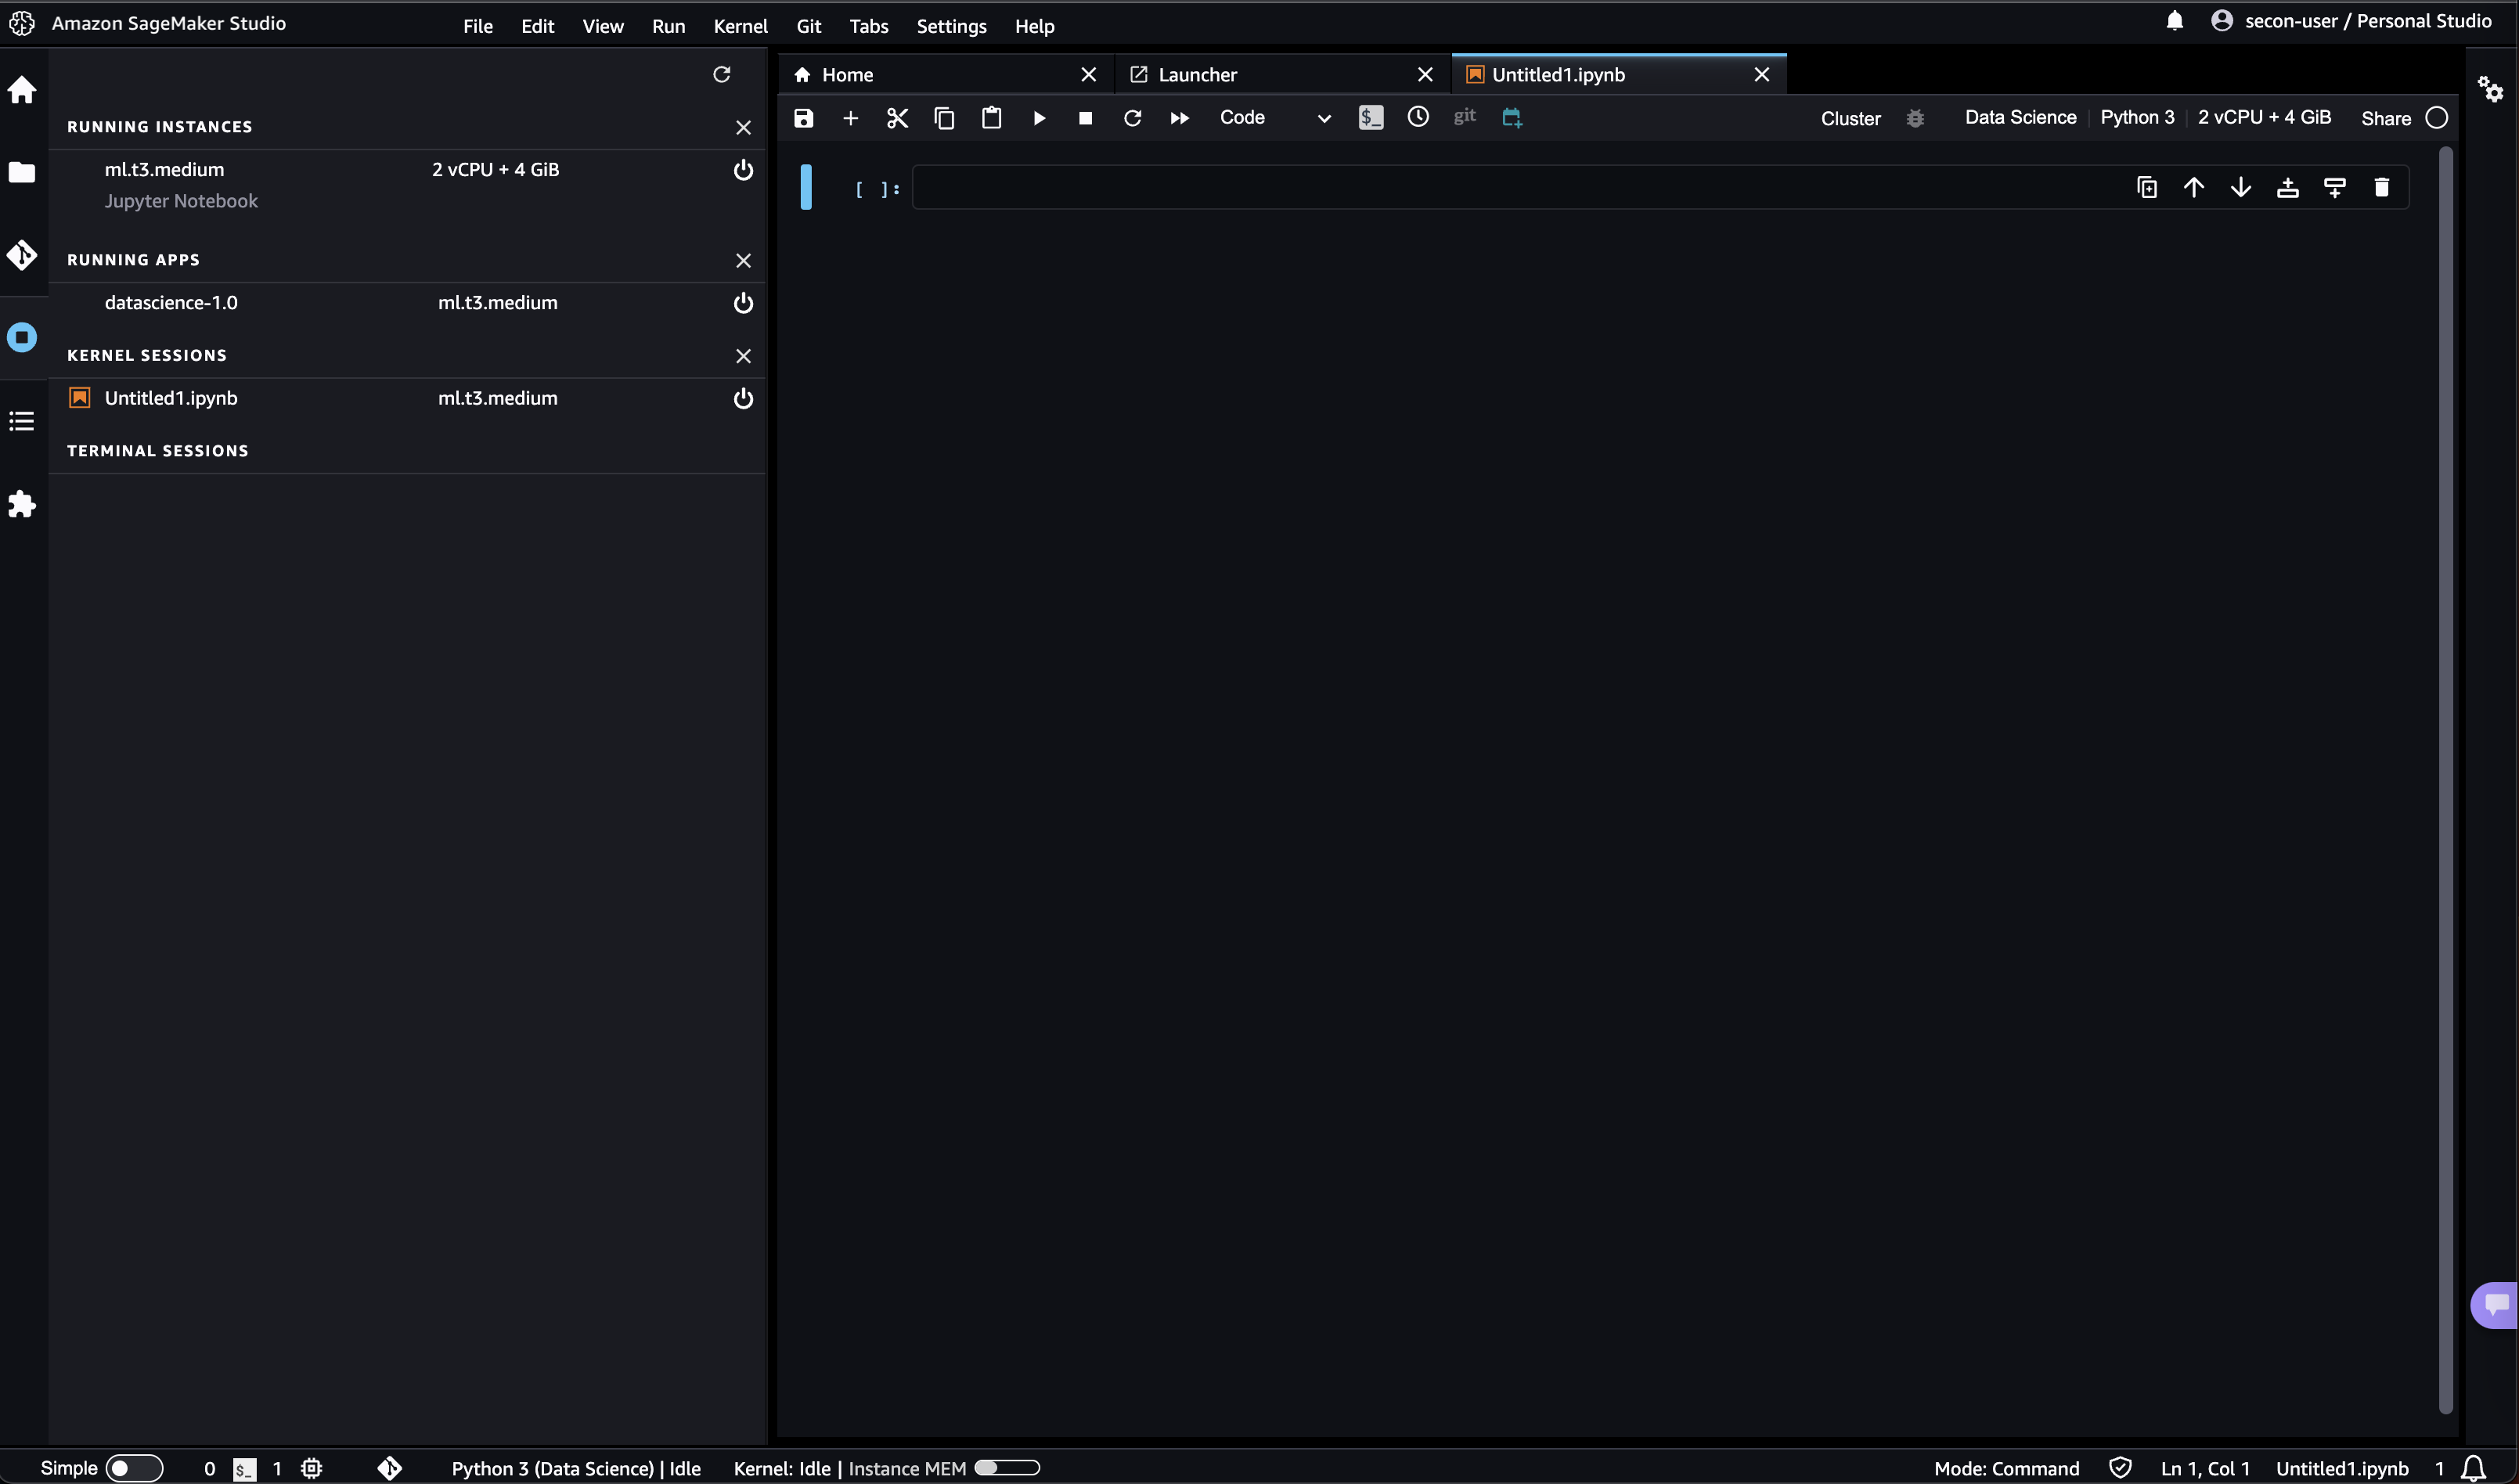 Amazon SageMaker Studio File Edit View Run Kernel Git Tabs Settings Help secon-user / Personal Studio
Home Launcher Untitled1.ipynb
Code $_ git Cluster Data Science Python 3 2 vCPU + 4 GiB Share
RUNNING INSTANCES
ml.t3.medium 2 vCPU + 4 GiB
Jupyter Notebook
RUNNING APPS
datascience-1.0 ml.t3.medium
KERNEL SESSIONS
Untitled1.ipynb ml.t3.medium
TERMINAL SESSIONS
[ ]:
Simple 0 $_ 1 Python 3 (Data Science) | Idle Kernel: Idle | Instance MEM Mode: Command Ln 1, Col 1 Untitled1.ipynb 1